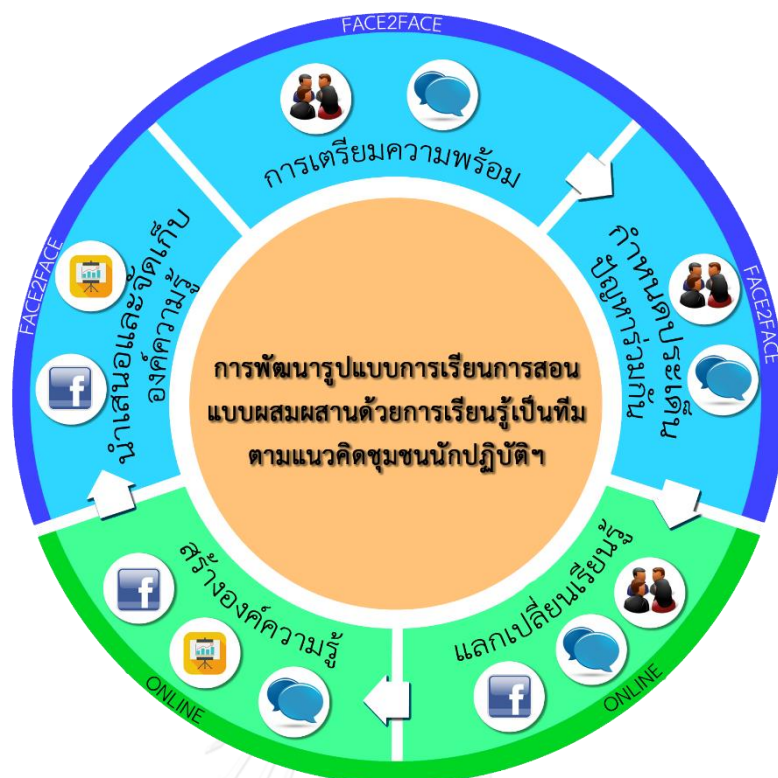 FACE2FACE
การเตรียมความพร้อม
FACE2FACE
กำหนดประเด็น
ปัญหาร่วมกัน
แลกเปลี่ยนเรียนรู้
ONLINE
สร้างองค์ความรู้
ONLINE
FACE2FACE
นำเสนอและจัดเก็บ
องค์ความรู้
การพัฒนารูปแบบการเรียนการสอน
แบบผสมผสานด้วยการเรียนรู้เป็นทีม
ตามแนวคิดชุมชนนักปฏิบัติฯ